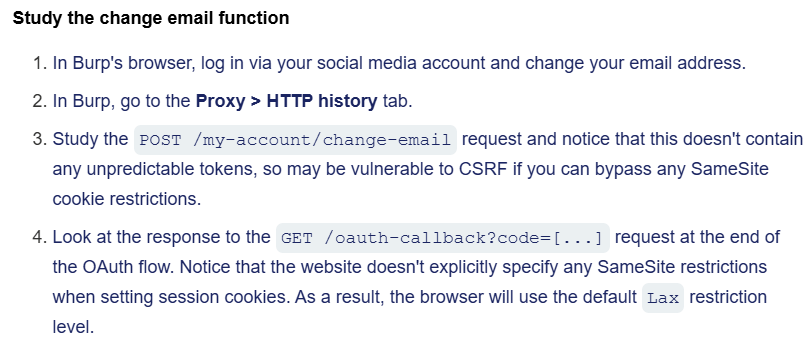 Study the change email function
1. In Burp's browser, log in via your social media account and change your email address.
2. In Burp, go to the Proxy > HTTP history tab.
3. Study the POST /my-account/change-email request and notice that this doesn't contain
any unpredictable tokens, so may be vulnerable to CSRF if you can bypass any SameSite
cookie restrictions.
4. Look at the response to the GET /oauth-callback?code=[...] request at the end of
the OAuth flow. Notice that the website doesn't explicitly specify any SameSite restrictions
when setting session cookies. As a result, the browser will use the default Lax restriction
level.